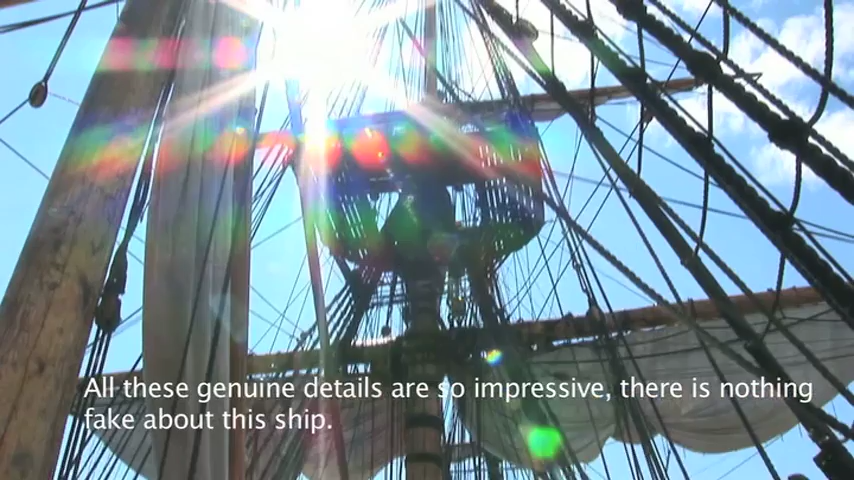 All these genuine details are so impressive, there is nothing
fake about this ship.